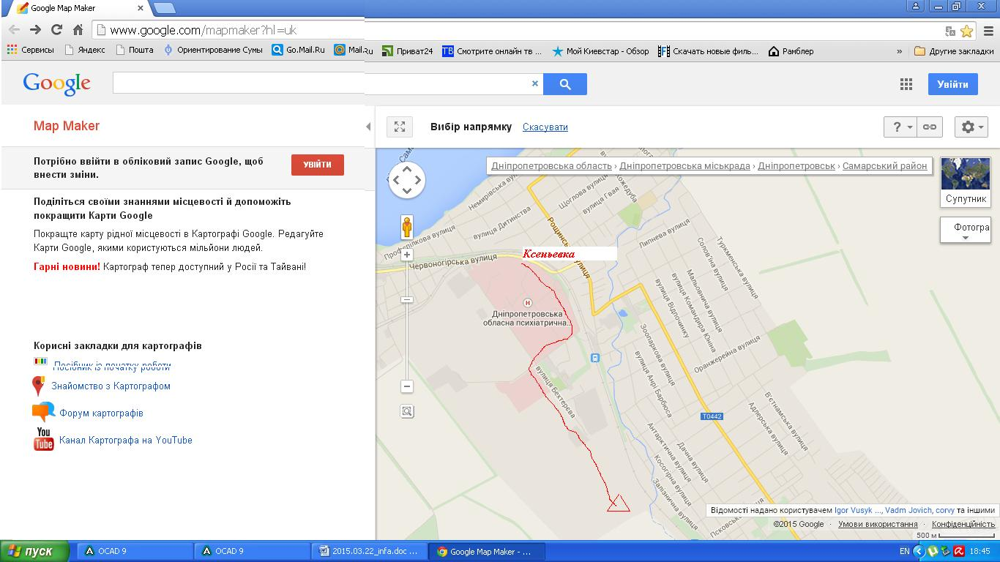 Google Map Maker
www.google.com/mapmaker?hl=uk
Сервисы
Яндекс
Пошта
Ориентирование Сумы
Go.Mail.Ru
Mail.Ru
Приват24
Смотрите онлайн тв ...
Мой Киевстар - Обзор
Скачать новые филь...
Рамблер
»
Другие закладки
Google
Увійти
Map Maker
Вибір напрямку Скасувати
Потрібно ввійти в обліковий запис Google, щоб
внести зміни.
УВІЙТИ
Поділіться своїми знаннями місцевості й допоможіть
покращити Карти Google
Покращте карту рідної місцевості в Картографі Google. Редагуйте
Карти Google, якими користуються мільйони людей.
Гарні новини! Картограф тепер доступний у Росії та Тайвані!
Корисні закладки для картографів
Посібник із початку роботи
Знайомство з Картографом
Форум картографів
You
Tube
Канал Картографа на YouTube
Дніпропетровська область › Дніпропетровська міськрада › Дніпропетровськ › Самарський район
Супутник
Фотогра
Немирівська вулиця
вулиця Дитинства
Щоглова вулиця
вулиця Гвая
Кожедуба
Рощинська вулиця
Профспілкова вулиця
Червоногірська вулиця
Ксеньевка
Липнева вулиця
Солов'їна вулиця
Туркменська вулиця
Мальовнича вулиця
вулиця Командира Юніна
вулиця Відпочинку
H
Дніпропетровська
обласна психіатрична...
Зоопаркова вулиця
вулиця Анрі Барбюса
Оранжерейна вулиця
вулиця Бехтерєва
T0442
В'єтнамська вулиця
Адлерська вулиця
Антарктична вулиця
Дачна вулиця
Косогірна вулиця
Залізнична вулиця
Псковська
Відомості надано користувачем Igor Vusyk ..., Vadm Jovich, corvy та іншими
©2015 Google · Умови використання · Конфіденційність
500 м
пуск
OCAD 9
OCAD 9
2015.03.22_infa.doc ...
Google Map Maker - ...
EN
18:45